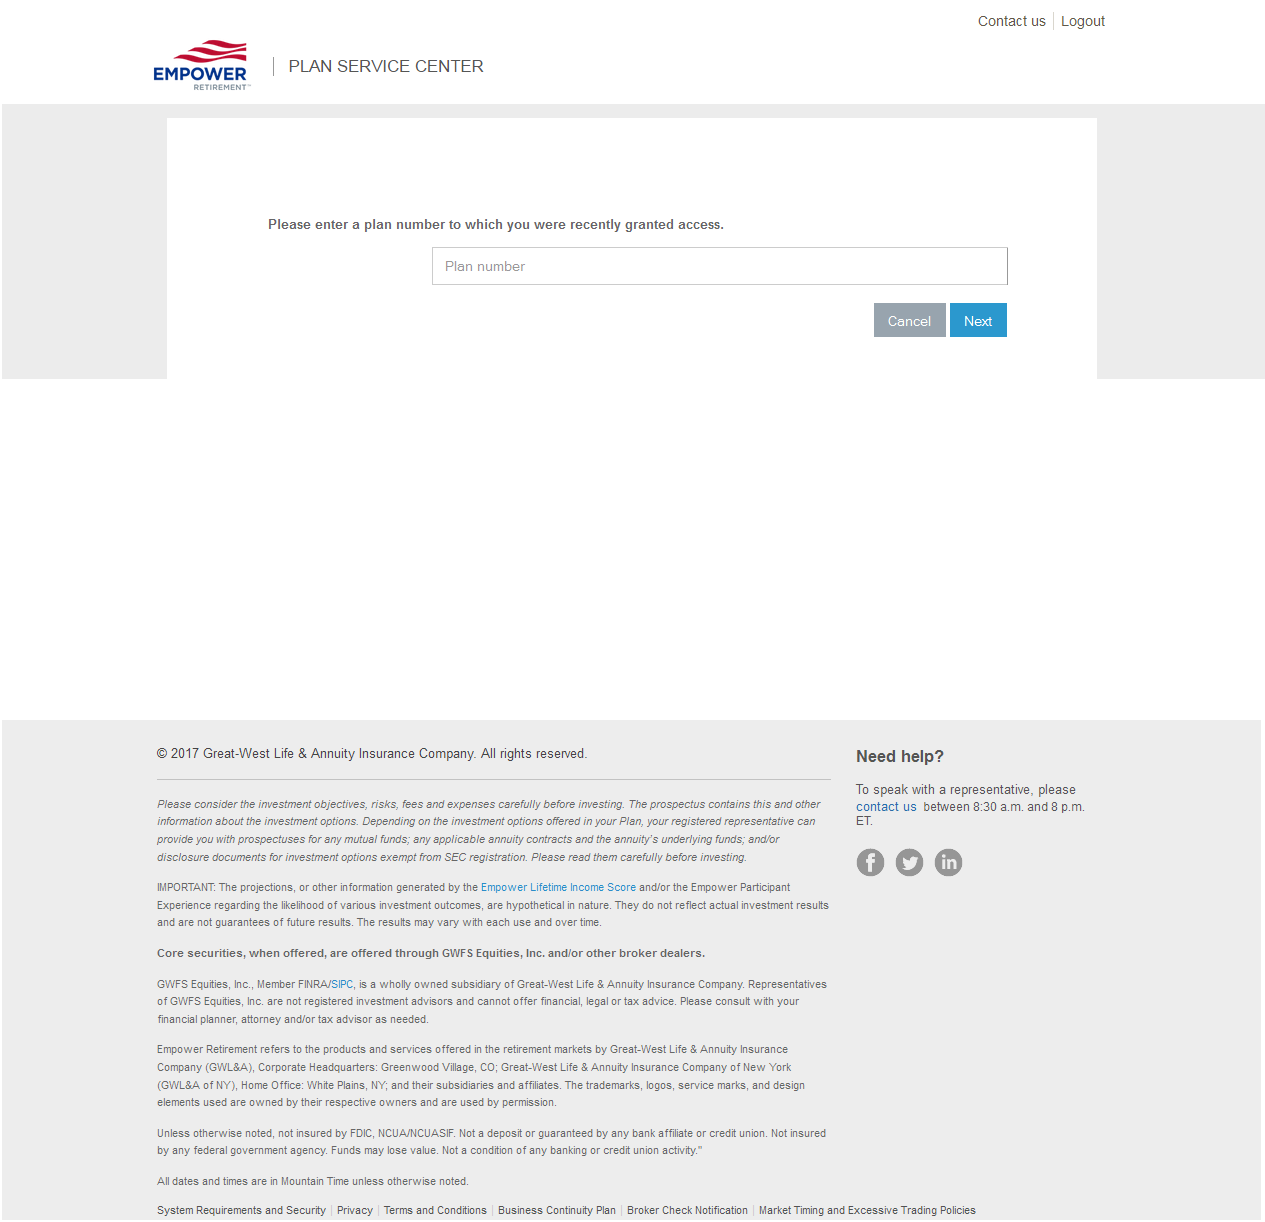 Contact us | Logout
EMPOWER
RETIREMENT™
PLAN SERVICE CENTER
Please enter a plan number to which you were recently granted access.
Plan number
Cancel Next
© 2017 Great-West Life & Annuity Insurance Company. All rights reserved.
Please consider the investment objectives, risks, fees and expenses carefully before investing. The prospectus contains this and other
information about the investment options. Depending on the investment options offered in your Plan, your registered representative can
provide you with prospectuses for any mutual funds; any applicable annuity contracts and the annuity's underlying funds; and/or
disclosure documents for investment options exempt from SEC registration. Please read them carefully before investing.
IMPORTANT: The projections, or other information generated by the Empower Lifetime Income Score and/or the Empower Participant
Experience regarding the likelihood of various investment outcomes, are hypothetical in nature. They do not reflect actual investment results
and are not guarantees of future results. The results may vary with each use and over time.
Core securities, when offered, are offered through GWFS Equities, Inc. and/or other broker dealers.
GWFS Equities, Inc., Member FINRA/SIPC, is a wholly owned subsidiary of Great-West Life & Annuity Insurance Company. Representatives
of GWFS Equities, Inc. are not registered investment advisors and cannot offer financial, legal or tax advice. Please consult with your
financial planner, attorney and/or tax advisor as needed.
Empower Retirement refers to the products and services offered in the retirement markets by Great-West Life & Annuity Insurance
Company (GWL&A), Corporate Headquarters: Greenwood Village, CO; Great-West Life & Annuity Insurance Company of New York
(GWL&A of NY), Home Office: White Plains, NY; and their subsidiaries and affiliates. The trademarks, logos, service marks, and design
elements used are owned by their respective owners and are used by permission.
Unless otherwise noted, not insured by FDIC, NCUA/NCUASIF. Not a deposit or guaranteed by any bank affiliate or credit union. Not insured
by any federal government agency. Funds may lose value. Not a condition of any banking or credit union activity."
All dates and times are in Mountain Time unless otherwise noted.
System Requirements and Security | Privacy | Terms and Conditions | Business Continuity Plan | Broker Check Notification | Market Timing and Excessive Trading Policies
Need help?
To speak with a representative, please
contact us between 8:30 a.m. and 8 p.m.
ET.